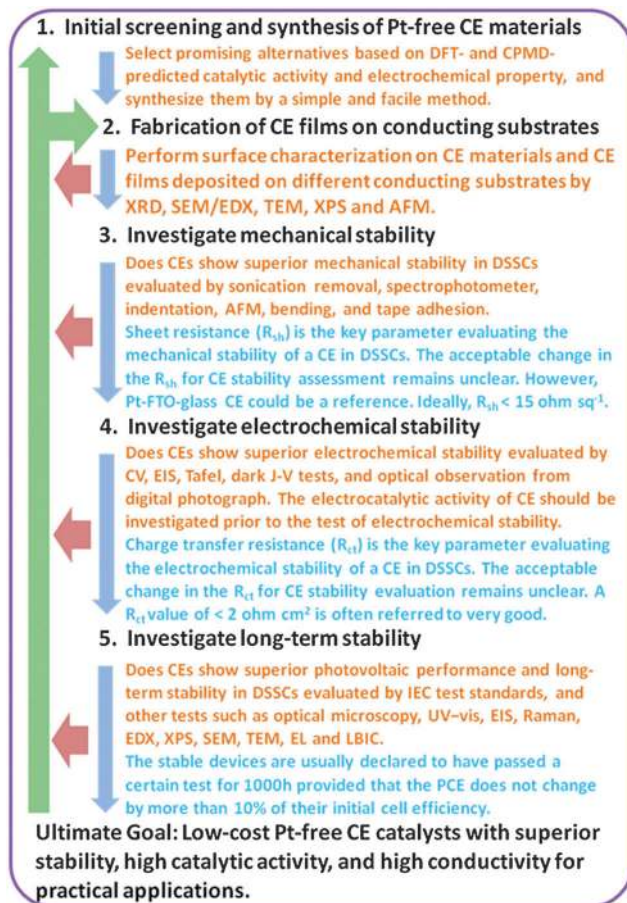 1. Initial screening and synthesis of Pt-free CE materials
Select promising alternatives based on DFT- and CPMD-
predicted catalytic activity and electrochemical property, and
synthesize them by a simple and facile method.
2. Fabrication of CE films on conducting substrates
Perform surface characterization on CE materials and CE
films deposited on different conducting substrates by
XRD, SEM/EDX, TEM, XPS and AFM.
3. Investigate mechanical stability
Does CEs show superior mechanical stability in DSSCs
evaluated by sonication removal, spectrophotometer,
indentation, AFM, bending, and tape adhesion.
Sheet resistance (Rsh) is the key parameter evaluating the
mechanical stability of a CE in DSSCs. The acceptable change in
the Rsh for CE stability assessment remains unclear. However,
Pt-FTO-glass CE could be a reference. Ideally, Rsh < 15 ohm sq⁻¹.
4. Investigate electrochemical stability
Does CEs show superior electrochemical stability evaluated by
CV, EIS, Tafel, dark J-V tests, and optical observation from
digital photograph. The electrocatalytic activity of CE should be
investigated prior to the test of electrochemical stability.
Charge transfer resistance (Rct) is the key parameter evaluating
the electrochemical stability of a CE in DSSCs. The acceptable
change in the Rct for CE stability evaluation remains unclear. A
Rct value of < 2 ohm cm² is often referred to very good.
5. Investigate long-term stability
Does CEs show superior photovoltaic performance and long-
term stability in DSSCs evaluated by IEC test standards, and
other tests such as optical microscopy, UV–vis, EIS, Raman,
EDX, XPS, SEM, TEM, EL and LBIC.
The stable devices are usually declared to have passed a
certain test for 1000h provided that the PCE does not change
by more than 10% of their initial cell efficiency.
Ultimate Goal: Low-cost Pt-free CE catalysts with superior
stability, high catalytic activity, and high conductivity for
practical applications.